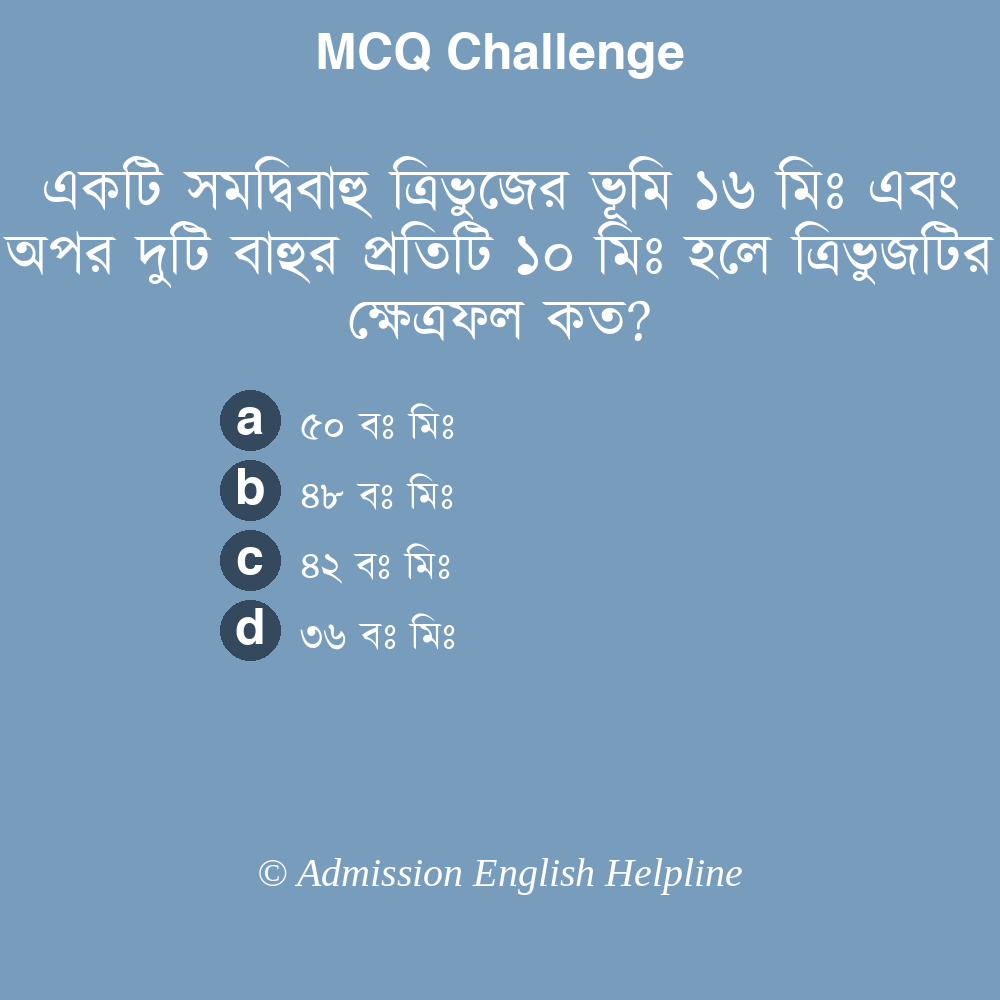 MCQ Challenge
একটি সমদ্বিবাহু ত্রিভুজের ভূমি ১৬ মিঃ এবং
অপর দুটি বাহুর প্রতিটি ১০ মিঃ হলে ত্রিভুজটির
ক্ষেত্রফল কত?
a ৫০ বঃ মিঃ
b ৪৮ বঃ মিঃ
c ৪২ বঃ মিঃ
d ৩৬ বঃ মিঃ
© Admission English Helpline